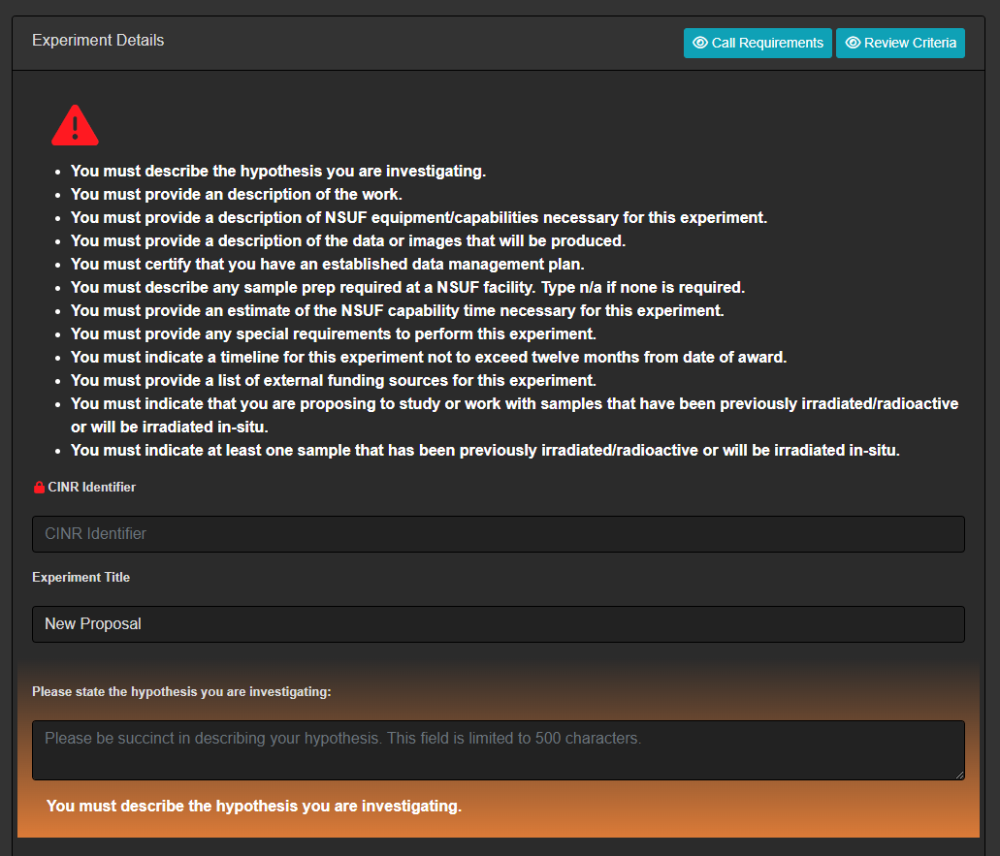 Experiment Details
Call Requirements
Review Criteria
You must describe the hypothesis you are investigating.
You must provide an description of the work.
You must provide a description of NSUF equipment/capabilities necessary for this experiment.
You must provide a description of the data or images that will be produced.
You must certify that you have an established data management plan.
You must describe any sample prep required at a NSUF facility. Type n/a if none is required.
You must provide an estimate of the NSUF capability time necessary for this experiment.
You must provide any special requirements to perform this experiment.
You must indicate a timeline for this experiment not to exceed twelve months from date of award.
You must provide a list of external funding sources for this experiment.
You must indicate that you are proposing to study or work with samples that have been previously irradiated/radioactive
or will be irradiated in-situ.
You must indicate at least one sample that has been previously irradiated/radioactive or will be irradiated in-situ.
CINR Identifier
CINR Identifier
Experiment Title
New Proposal
Please state the hypothesis you are investigating:
Please be succinct in describing your hypothesis. This field is limited to 500 characters.
You must describe the hypothesis you are investigating.